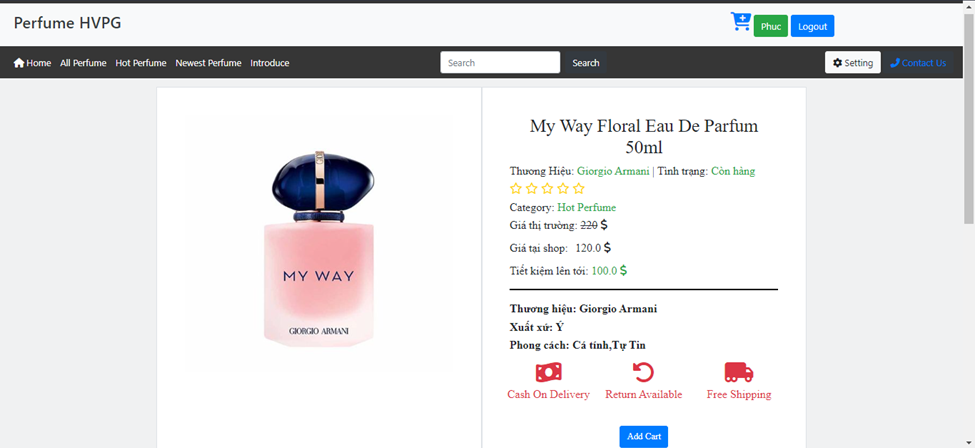 Perfume HVPG
Phuc
Logout
Home
All Perfume
Hot Perfume
Newest Perfume
Introduce
Search
Search
Setting
Contact Us
MY WAY
GIORGIO ARMANI
My Way Floral Eau De Parfum
50ml
Thương Hiệu: Giorgio Armani | Tình trạng: Còn hàng
Category: Hot Perfume
Giá thị trường: 220 $
Giá tại shop: 120.0 $
Tiết kiệm lên tới: 100.0 $
Thương hiệu: Giorgio Armani
Xuất xứ: Ý
Phong cách: Cá tính,Tự Tin
Cash On Delivery
Return Available
Free Shipping
Add Cart